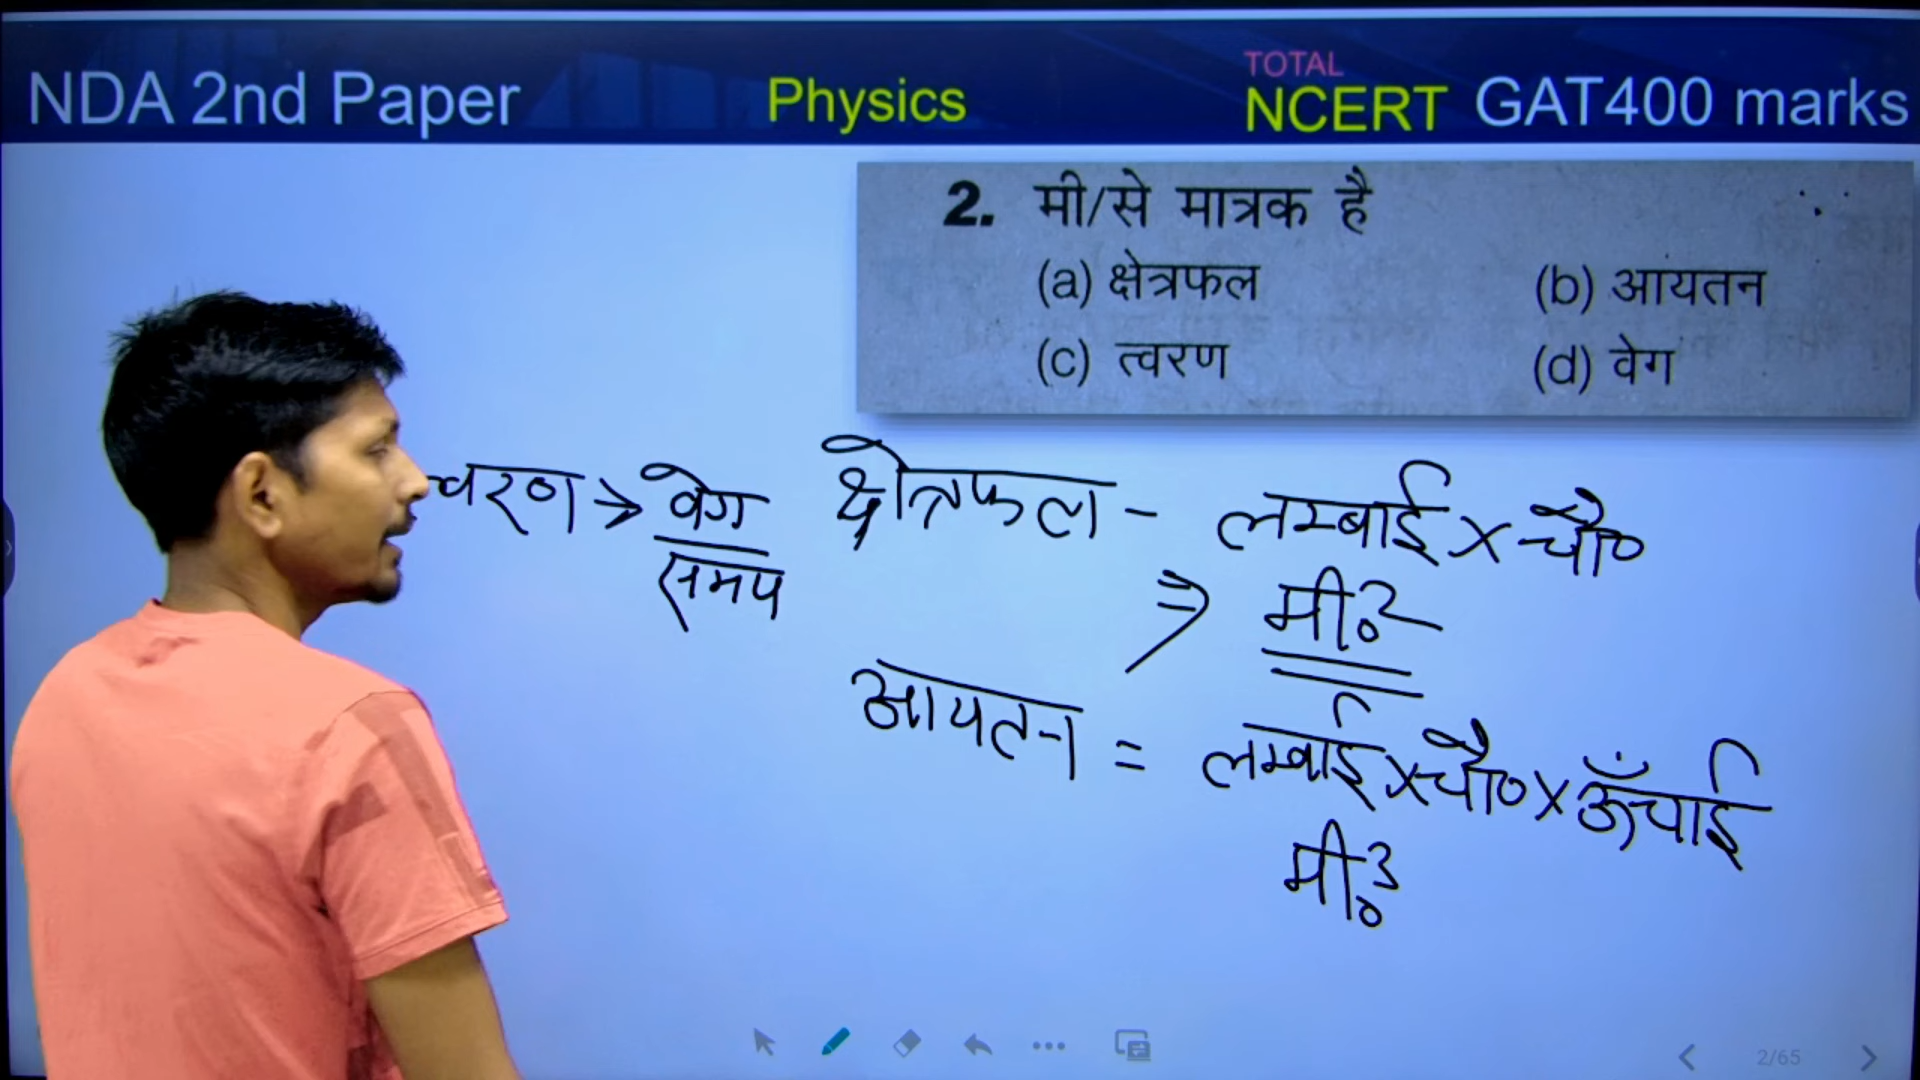 NDA 2nd Paper Physics TOTAL NCERT GAT400 marks
2. मी/से मात्रक है
(a) क्षेत्रफल (b) आयतन
(c) त्वरण (d) वेग
त्वरण → वेग
समय
क्षेत्रफल - लम्बाई × चौ०
⇒ मी०²
आयतन = लम्बाई × चौ० × ऊँचाई
मी०³
2/65